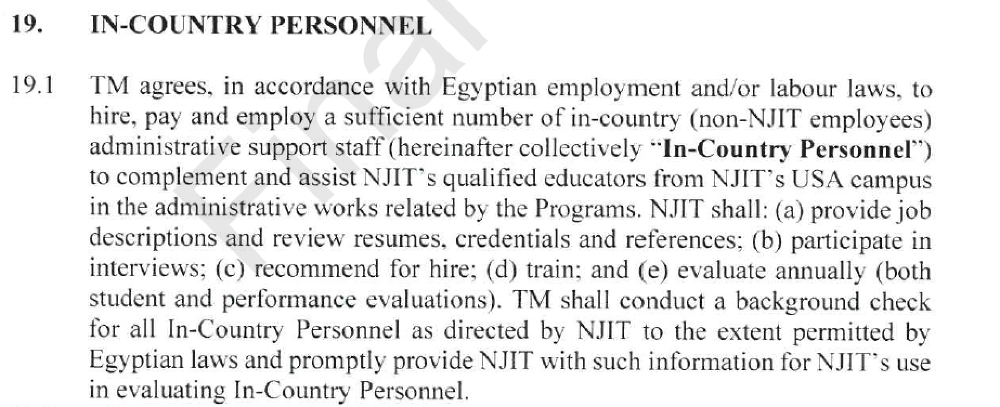 19. IN-COUNTRY PERSONNEL
19.1 TM agrees, in accordance with Egyptian employment and/or labour laws, to
hire, pay and employ a sufficient number of in-country (non-NJIT employees)
administrative support staff (hereinafter collectively “In-Country Personnel”)
to complement and assist NJIT’s qualified educators from NJIT’s USA campus
in the administrative works related by the Programs. NJIT shall: (a) provide job
descriptions and review resumes, credentials and references; (b) participate in
interviews; (c) recommend for hire; (d) train; and (e) evaluate annually (both
student and performance evaluations). TM shall conduct a background check
for all In-Country Personnel as directed by NJIT to the extent permitted by
Egyptian laws and promptly provide NJIT with such information for NJIT’s use
in evaluating In-Country Personnel.
Final